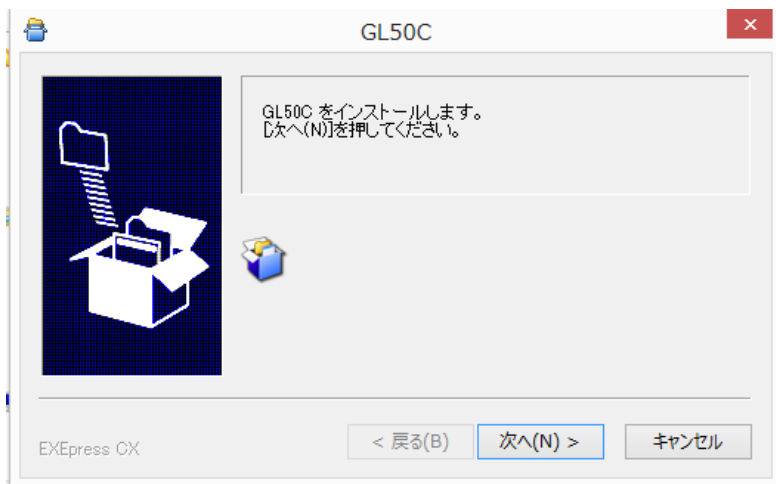 GL50C
GL50C をインストールします。
[次へ(N)]を押してください。
EXEpress CX
< 戻る(B)
次へ(N) >
キャンセル